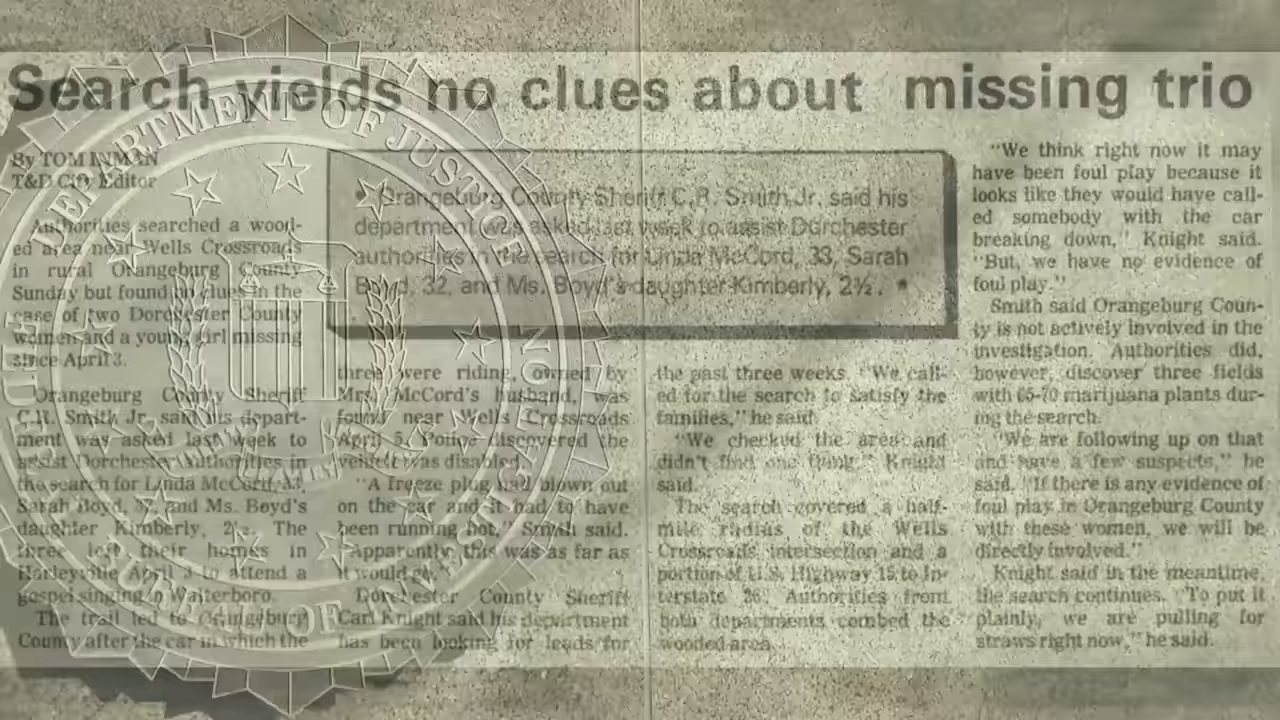 Search yields no clues about missing trio
By TOM INMAN
T&D City Editor
Authorities searched a wood-
ed area near Wells Crossroads
in rural Orangeburg County
Sunday but found no clues in the
case of two Dorchester County
women and a young girl missing
since April 3.
Orangeburg County Sheriff
C.R. Smith Jr. said his depart-
ment was asked last week to
assist Dorchester authorities in
the search for Linda McCord, 33,
Sarah Boyd, 32, and Ms. Boyd's
daughter Kimberly, 2½. The
three left their homes in
Harleyville April 3 to attend a
gospel singing in Walterboro.
The trail led to Orangeburg
County after the car in which the
Orangeburg County Sheriff C.R. Smith Jr. said his
department was asked last week to assist Dorchester
authorities in the search for Linda McCord, 33, Sarah
Boyd, 32, and Ms. Boyd's daughter Kimberly, 2½.
three were riding, owned by
Mrs. McCord's husband, was
found near Wells Crossroads
April 5. Police discovered the
vehicle was disabled.
"A freeze plug had blown out
on the car and it had to have
been running hot," Smith said.
"Apparently, this was as far as
it would go."
Dorchester County Sheriff
Carl Knight said his department
has been looking for leads for
the past three weeks. "We call-
ed for the search to satisfy the
families," he said.
"We checked the area and
didn't find one thing," Knight
said.
The search covered a half-
mile radius of the Wells
Crossroads intersection and a
portion of U.S. Highway 15 to In-
terstate 26. Authorities from
both departments combed the
wooded area.
"We think right now it may
have been foul play because it
looks like they would have call-
ed somebody with the car
breaking down," Knight said.
"But, we have no evidence of
foul play."
Smith said Orangeburg Coun-
ty is not actively involved in the
investigation. Authorities did,
however, discover three fields
with 65-70 marijuana plants dur-
ing the search.
"We are following up on that
and have a few suspects," he
said. "If there is any evidence of
foul play in Orangeburg County
with these women, we will be
directly involved."
Knight said in the meantime,
the search continues. "To put it
plainly, we are pulling for
straws right now," he said.
DEPARTMENT OF JUSTICE
BUREAU OF INVESTIGATION